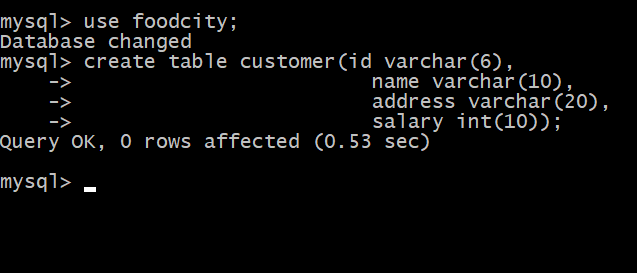 mysql> use foodcity;
Database changed
mysql> create table customer(id varchar(6),
    ->                       name varchar(10),
    ->                       address varchar(20),
    ->                       salary int(10));
Query OK, 0 rows affected (0.53 sec)
mysql> _